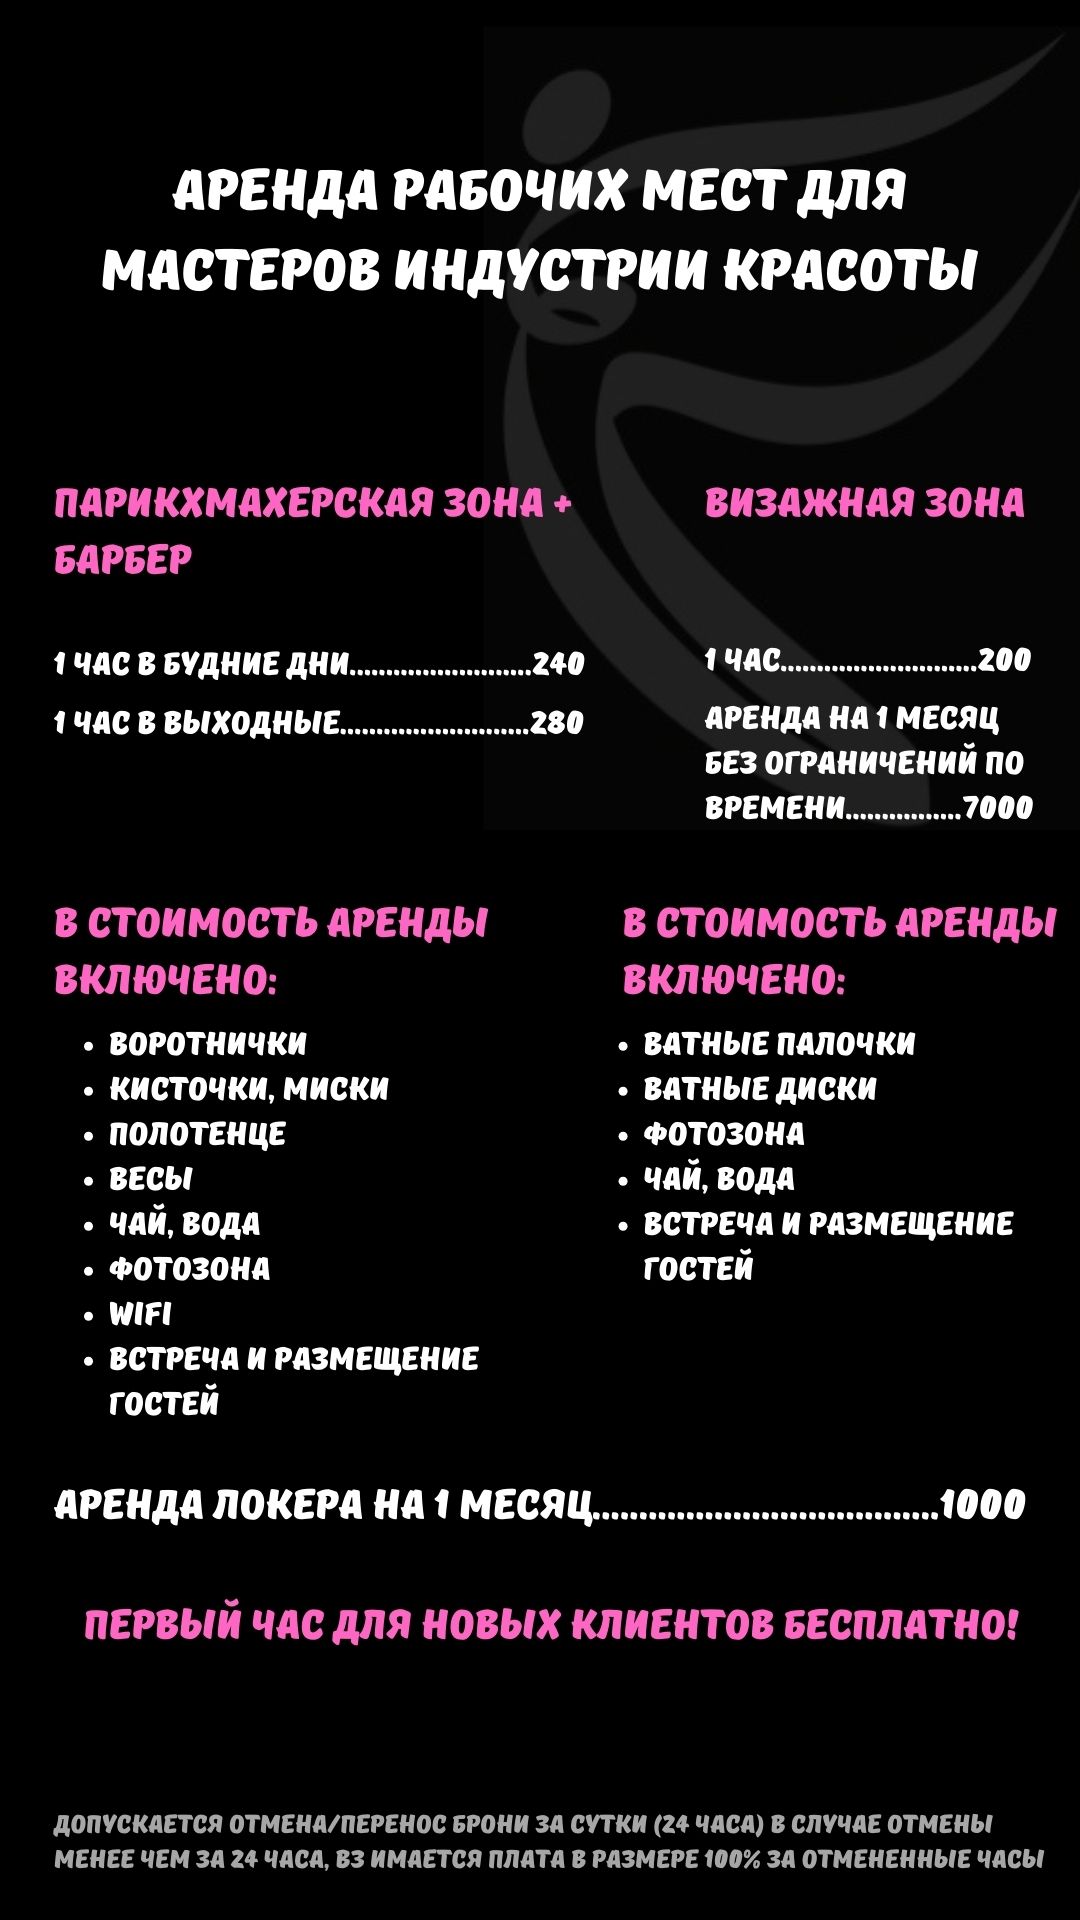 АРЕНДА РАБОЧИХ МЕСТ ДЛЯ
МАСТЕРОВ ИНДУСТРИИ КРАСОТЫ
ПАРИКХМАХЕРСКАЯ ЗОНА +
БАРБЕР
1 ЧАС В БУДНИЕ ДНИ.........................240
1 ЧАС В ВЫХОДНЫЕ..........................280
ВИЗАЖНАЯ ЗОНА
1 ЧАС...........................200
АРЕНДА НА 1 МЕСЯЦ
БЕЗ ОГРАНИЧЕНИЙ ПО
ВРЕМЕНИ................7000
В СТОИМОСТЬ АРЕНДЫ
ВКЛЮЧЕНО:
• ВОРОТНИЧКИ
• КИСТОЧКИ, МИСКИ
• ПОЛОТЕНЦЕ
• ВЕСЫ
• ЧАЙ, ВОДА
• ФОТОЗОНА
• WIFI
• ВСТРЕЧА И РАЗМЕЩЕНИЕ
ГОСТЕЙ
В СТОИМОСТЬ АРЕНДЫ
ВКЛЮЧЕНО:
• ВАТНЫЕ ПАЛОЧКИ
• ВАТНЫЕ ДИСКИ
• ФОТОЗОНА
• ЧАЙ, ВОДА
• ВСТРЕЧА И РАЗМЕЩЕНИЕ
ГОСТЕЙ
АРЕНДА ЛОКЕРА НА 1 МЕСЯЦ.....................................1000
ПЕРВЫЙ ЧАС ДЛЯ НОВЫХ КЛИЕНТОВ БЕСПЛАТНО!
ДОПУСКАЕТСЯ ОТМЕНА/ПЕРЕНОС БРОНИ ЗА СУТКИ (24 ЧАСА) В СЛУЧАЕ ОТМЕНЫ
МЕНЕЕ ЧЕМ ЗА 24 ЧАСА, ВЗ ИМАЕТСЯ ПЛАТА В РАЗМЕРЕ 100% ЗА ОТМЕНЕННЫЕ ЧАСЫ